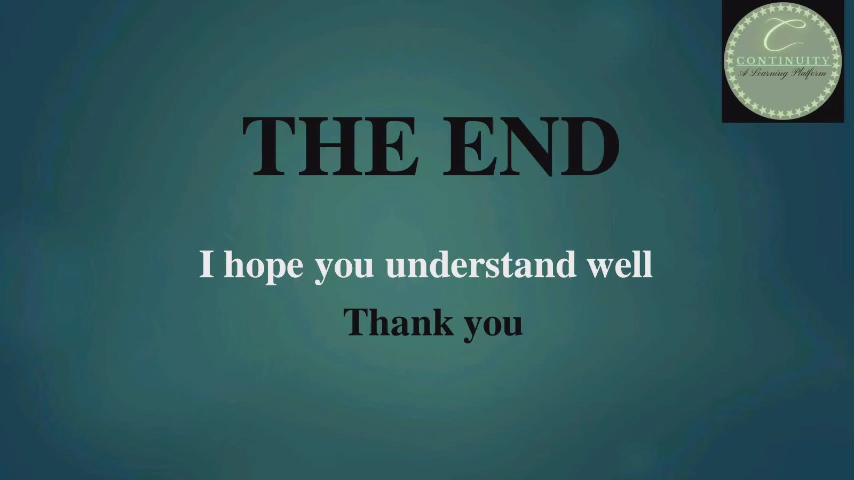 C
CONTINUITY
A Learning Platform
THE END
I hope you understand well
Thank you